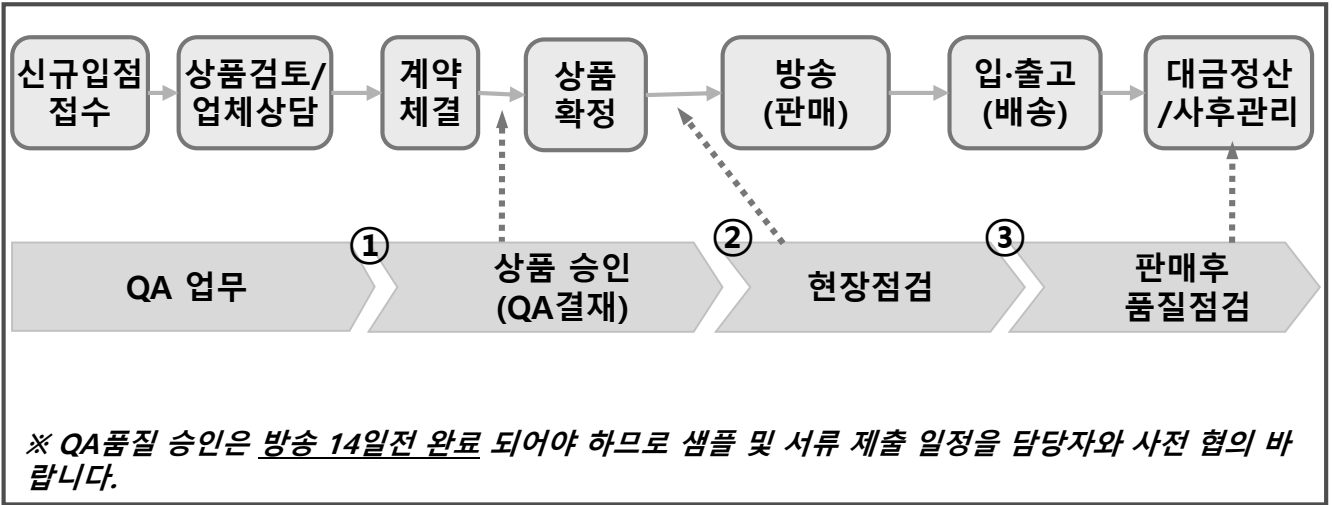 신규입점
접수
상품검토/
업체상담
계약
체결
상품
확정
방송
(판매)
입·출고
(배송)
대금정산
/사후관리
QA 업무
①
상품 승인
(QA결재)
②
현장점검
③
판매후
품질점검
※ QA품질 승인은 방송 14일전 완료 되어야 하므로 샘플 및 서류 제출 일정을 담당자와 사전 협의 바
랍니다.